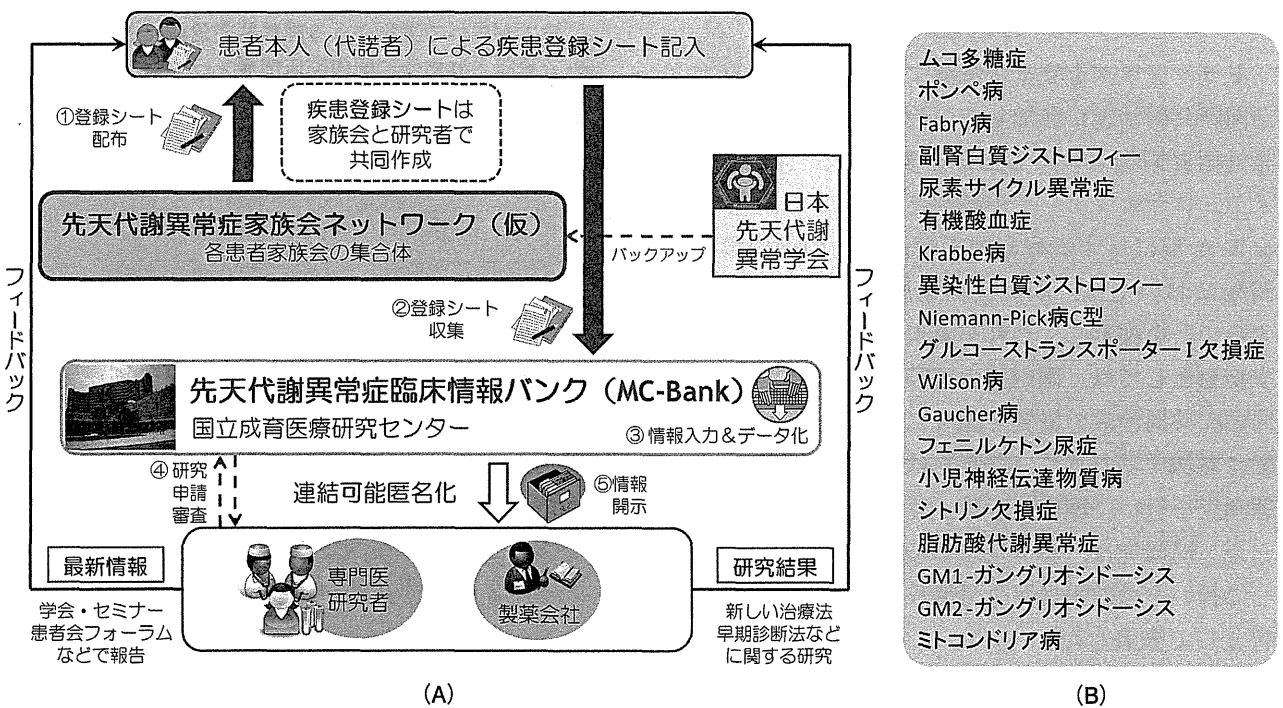 患者本人（代諾者）による疾患登録シート記入
①登録シート
配布
疾患登録シートは
家族会と研究者で
共同作成
日本
先天代謝
異常学会
先天代謝異常症家族会ネットワーク（仮）
各患者家族会の集合体
バックアップ
フィードバック
フィードバック
②登録シート
収集
先天代謝異常症臨床情報バンク（MC-Bank）
国立成育医療研究センター
③情報入力＆データ化
④研究
申請
審査
連結可能匿名化
⑤情報
開示
最新情報
専門医
研究者
製薬会社
研究結果
学会・セミナー
患者会フォーラム
などで報告
新しい治療法
早期診断法など
に関する研究
(A)
ムコ多糖症
ポンペ病
Fabry病
副腎白質ジストロフィー
尿素サイクル異常症
有機酸血症
Krabbe病
異染性白質ジストロフィー
Niemann-Pick病C型
グルコーストランスポーターⅠ欠損症
Wilson病
Gaucher病
フェニルケトン尿症
小児神経伝達物質病
シトリン欠損症
脂肪酸代謝異常症
GM1-ガングリオシドーシス
GM2-ガングリオシドーシス
ミトコンドリア病
(B)